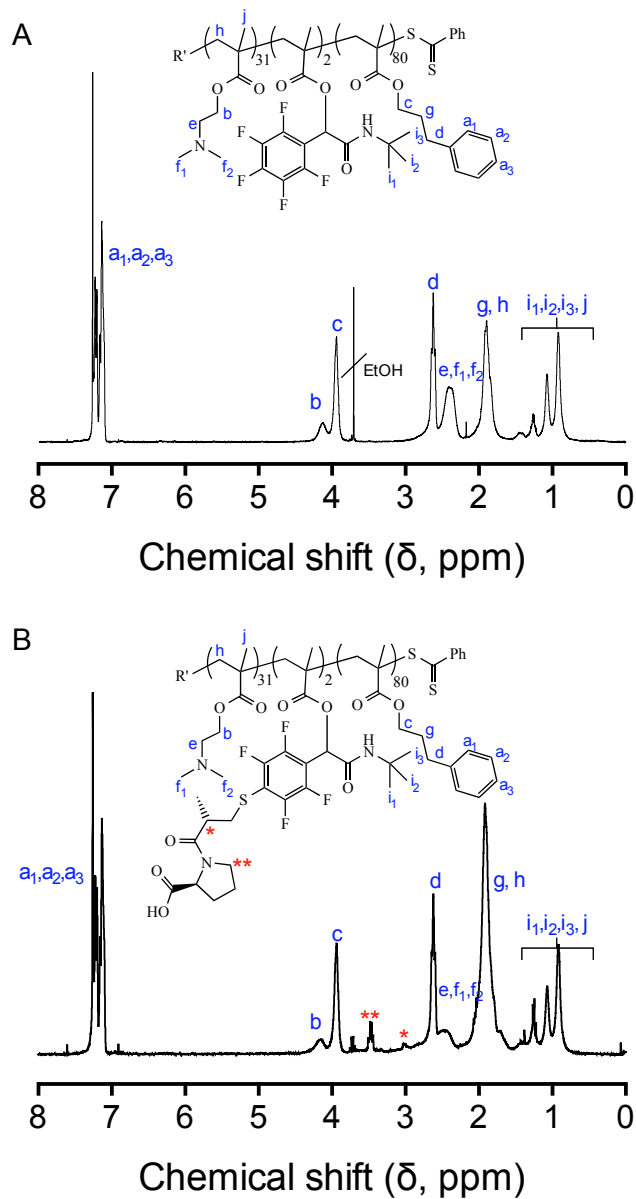 A
h
j
R'
31
2
80
S
Ph
S
O
O
O
O
O
O
c
g
e
b
d
a1
a2
a3
N
f1
f2
F
F
F
F
F
H
N
O
i3
i2
i1
a1,a2,a3
b
c
EtOH
d
e,f1,f2
g, h
i1,i2,i3, j
8 7 6 5 4 3 2 1 0
Chemical shift (δ, ppm)
B
h
j
R'
31
2
80
S
Ph
S
O
O
O
O
O
O
c
g
e
b
d
a1
a2
a3
N
f1
f2
F
F
F
F
H
N
O
i3
i2
i1
S
O
*
N
**
O
HO
a1,a2,a3
b
c
**
*
d
e,f1,f2
g, h
i1,i2,i3, j
8 7 6 5 4 3 2 1 0
Chemical shift (δ, ppm)